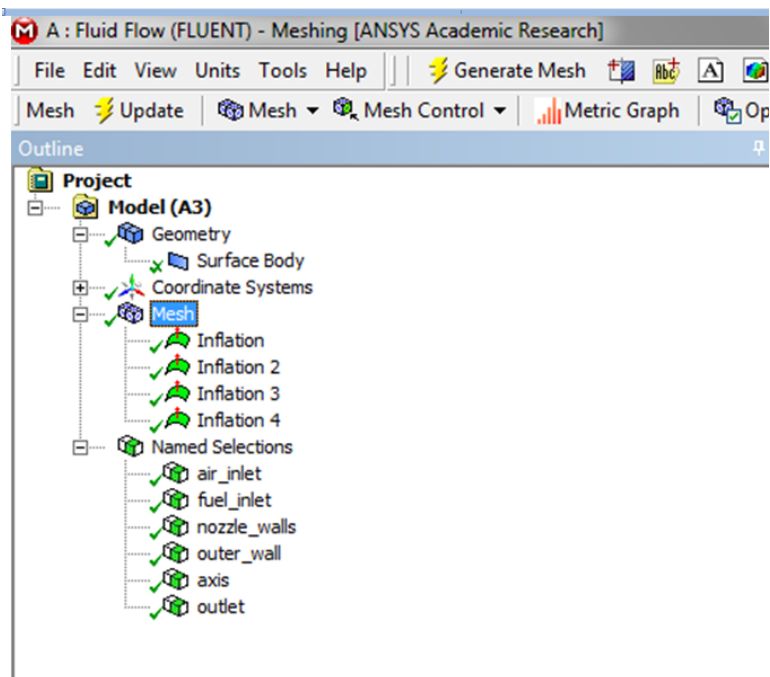 A : Fluid Flow (FLUENT) - Meshing [ANSYS Academic Research]
File Edit View Units Tools Help Generate Mesh Abc A
Mesh Update Mesh Mesh Control Metric Graph Op
Outline
Project
Model (A3)
Geometry
Surface Body
Coordinate Systems
Mesh
Inflation
Inflation 2
Inflation 3
Inflation 4
Named Selections
air_inlet
fuel_inlet
nozzle_walls
outer_wall
axis
outlet